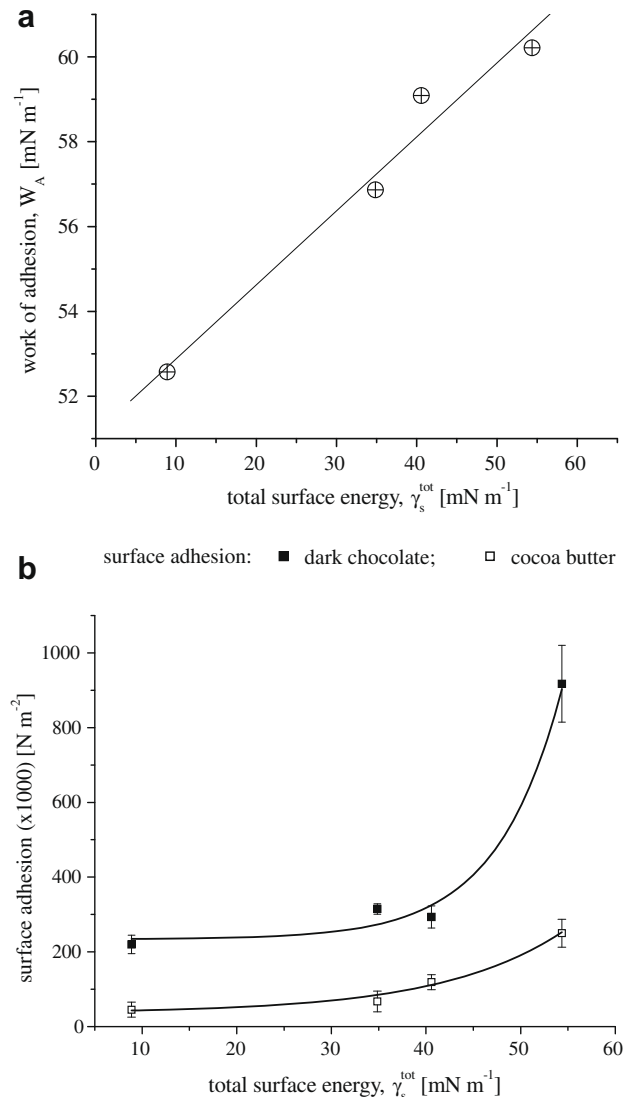 a
work of adhesion, W_A [mN m⁻¹]
60
58
56
54
52
0 10 20 30 40 50 60
total surface energy, γ_s^tot [mN m⁻¹]
surface adhesion: ■ dark chocolate; □ cocoa butter
b
surface adhesion (x1000) [N m⁻²]
1000
800
600
400
200
0
10 20 30 40 50 60
total surface energy, γ_s^tot [mN m⁻¹]